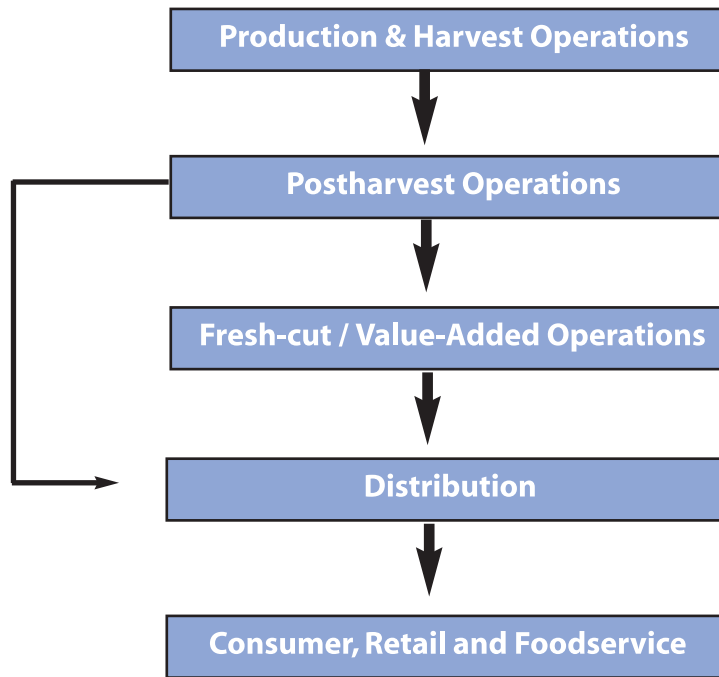 Production & Harvest Operations
Postharvest Operations
Fresh-cut / Value-Added Operations
Distribution
Consumer, Retail and Foodservice